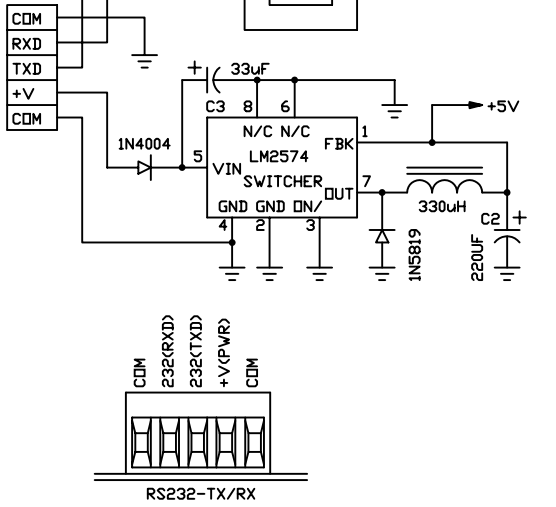 COM
RXD
TXD
+V
COM
+
33uF
C3
8
6
+5V
1N4004
5
N/C N/C
FBK
1
VIN
LM2574
SWITCHER
OUT
7
GND GND ON/
4
2
3
330uH
C2
+
1N5819
220UF
COM
232(RXD)
232(TXD)
+V(PWR)
COM
RS232-TX/RX